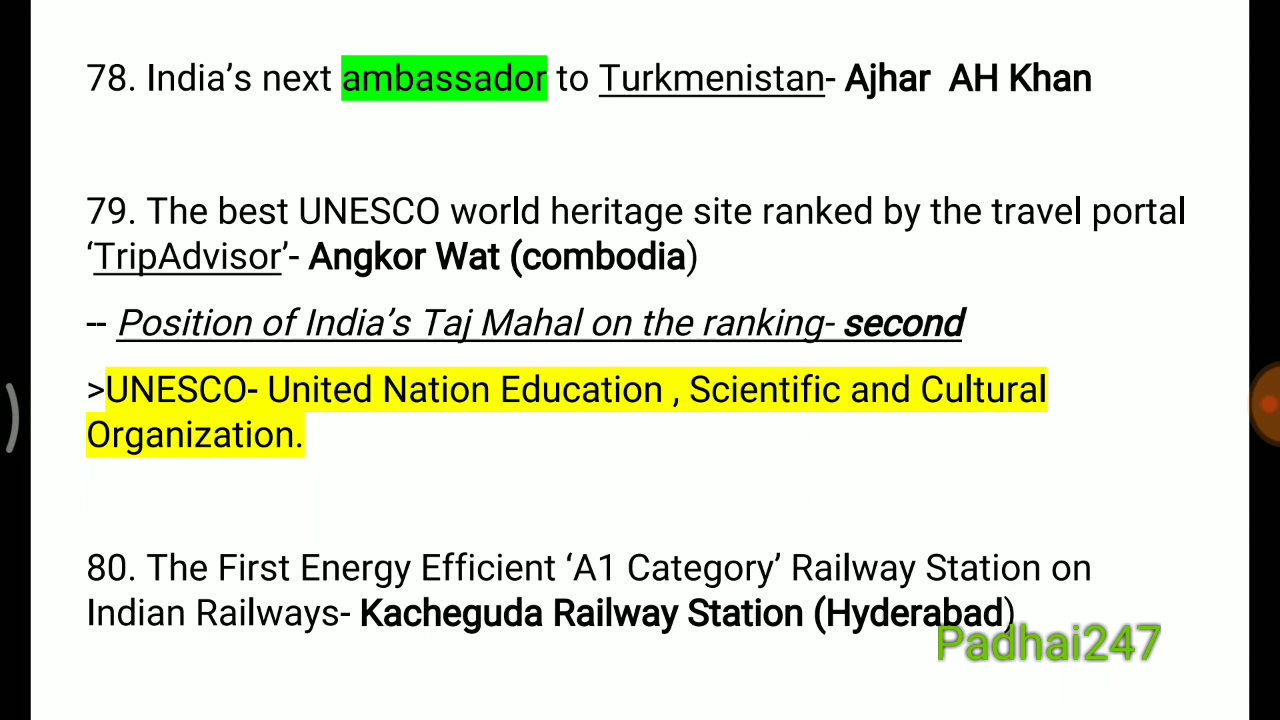 78. India’s next ambassador to Turkmenistan- Ajhar AH Khan
79. The best UNESCO world heritage site ranked by the travel portal
‘TripAdvisor’- Angkor Wat (combodia)
-- Position of India’s Taj Mahal on the ranking- second
>UNESCO- United Nation Education , Scientific and Cultural
Organization.
80. The First Energy Efficient ‘A1 Category’ Railway Station on
Indian Railways- Kacheguda Railway Station (Hyderabad)
Padhai247